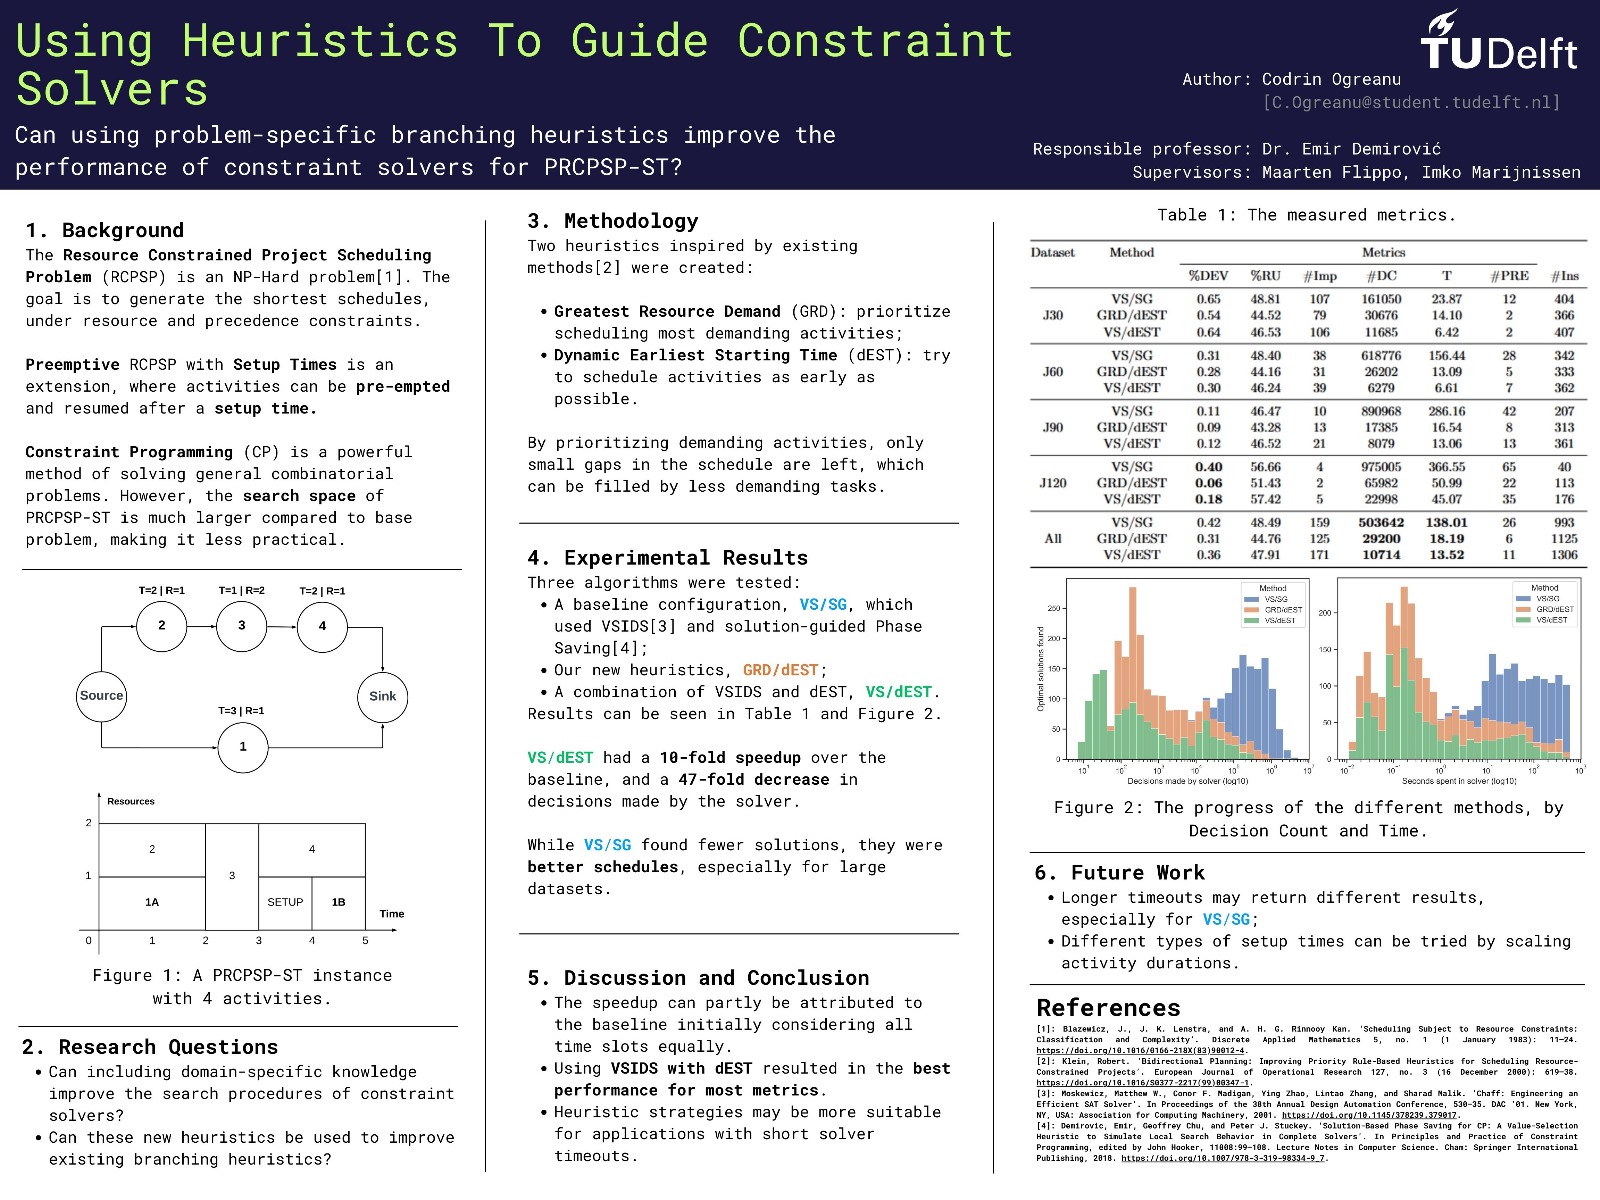 Using Heuristics To Guide Constraint
Solvers
Can using problem-specific branching heuristics improve the
performance of constraint solvers for PRCPSP-ST?
TU Delft
Author: Codrin Ogreanu
[C.Ogreanu@student.tudelft.nl]
Responsible professor: Dr. Emir Demirović
Supervisors: Maarten Flippo, Imko Marijnissen
1. Background
The Resource Constrained Project Scheduling
Problem (RCPSP) is an NP-Hard problem[1]. The
goal is to generate the shortest schedules,
under resource and precedence constraints.
Preemptive RCPSP with Setup Times is an
extension, where activities can be pre-empted
and resumed after a setup time.
Constraint Programming (CP) is a powerful
method of solving general combinatorial
problems. However, the search space of
PRCPSP-ST is much larger compared to base
problem, making it less practical.
T=2 | R=1 T=1 | R=2 T=2 | R=1
2 3 4
Source Sink
T=3 | R=1
1
Resources
2
2 4
1 3
1A SETUP 1B
Time
0 1 2 3 4 5
Figure 1: A PRCPSP-ST instance
with 4 activities.
2. Research Questions
• Can including domain-specific knowledge
improve the search procedures of constraint
solvers?
• Can these new heuristics be used to improve
existing branching heuristics?
3. Methodology
Two heuristics inspired by existing
methods[2] were created:
• Greatest Resource Demand (GRD): prioritize
scheduling most demanding activities;
• Dynamic Earliest Starting Time (dEST): try
to schedule activities as early as
possible.
By prioritizing demanding activities, only
small gaps in the schedule are left, which
can be filled by less demanding tasks.
4. Experimental Results
Three algorithms were tested:
• A baseline configuration, VS/SG, which
used VSIDS[3] and solution-guided Phase
Saving[4];
• Our new heuristics, GRD/dEST;
• A combination of VSIDS and dEST, VS/dEST.
Results can be seen in Table 1 and Figure 2.
VS/dEST had a 10-fold speedup over the
baseline, and a 47-fold decrease in
decisions made by the solver.
While VS/SG found fewer solutions, they were
better schedules, especially for large
datasets.
5. Discussion and Conclusion
• The speedup can partly be attributed to
the baseline initially considering all
time slots equally.
• Using VSIDS with dEST resulted in the best
performance for most metrics.
• Heuristic strategies may be more suitable
for applications with short solver
timeouts.
Table 1: The measured metrics.
Dataset Method Metrics
%DEV %RU #Imp #DC T #PRE #Ins
VS/SG 0.65 48.81 107 161050 23.87 12 404
J30 GRD/dEST 0.54 44.52 79 30676 14.10 2 366
VS/dEST 0.64 46.53 106 11685 6.42 2 407
VS/SG 0.31 48.40 38 618776 156.44 28 342
J60 GRD/dEST 0.28 44.16 31 26202 13.09 5 333
VS/dEST 0.30 46.24 39 6279 6.61 7 362
VS/SG 0.11 46.47 10 890968 286.16 42 207
J90 GRD/dEST 0.09 43.28 13 17385 16.54 8 313
VS/dEST 0.12 46.52 21 8079 13.06 13 361
VS/SG 0.40 56.66 4 975005 366.55 65 40
J120 GRD/dEST 0.06 51.43 2 65982 50.99 22 113
VS/dEST 0.18 57.42 5 22998 45.07 35 176
VS/SG 0.42 48.49 159 503642 138.01 26 993
All GRD/dEST 0.31 44.76 125 29200 18.19 6 1125
VS/dEST 0.36 47.91 171 10714 13.52 11 1306
Optimal solutions found
250
200
150
100
50
0
10¹ 10² 10³ 10⁴ 10⁵ 10⁶ 10⁷
Decisions made by solver (log10)
Method
VS/SG
GRD/dEST
VS/dEST
200
150
100
50
0
10⁻² 10⁻¹ 10⁰ 10¹ 10² 10³
Seconds spent in solver (log10)
Method
VS/SG
GRD/dEST
VS/dEST
Figure 2: The progress of the different methods, by
Decision Count and Time.
6. Future Work
• Longer timeouts may return different results,
especially for VS/SG;
• Different types of setup times can be tried by scaling
activity durations.
References
[1]: Blazewicz, J., J. K. Lenstra, and A. H. G. Rinnooy Kan. 'Scheduling Subject to Resource Constraints:
Classification and Complexity'. Discrete Applied Mathematics 5, no. 1 (1 January 1983): 11–24.
https://doi.org/10.1016/0166-218X(83)90012-4.
[2]: Klein, Robert. 'Bidirectional Planning: Improving Priority Rule-Based Heuristics for Scheduling Resource-
Constrained Projects'. European Journal of Operational Research 127, no. 3 (16 December 2000): 619–38.
https://doi.org/10.1016/S0377-2217(99)00347-1.
[3]: Moskewicz, Matthew W., Conor F. Madigan, Ying Zhao, Lintao Zhang, and Sharad Malik. 'Chaff: Engineering an
Efficient SAT Solver'. In Proceedings of the 38th Annual Design Automation Conference, 530–35. DAC '01. New York,
NY, USA: Association for Computing Machinery, 2001. https://doi.org/10.1145/378239.379017.
[4]: Demirovic, Emir, Geoffrey Chu, and Peter J. Stuckey. 'Solution-Based Phase Saving for CP: A Value-Selection
Heuristic to Simulate Local Search Behavior in Complete Solvers'. In Principles and Practice of Constraint
Programming, edited by John Hooker, 11008:99–108. Lecture Notes in Computer Science. Cham: Springer International
Publishing, 2018. https://doi.org/10.1007/978-3-319-98334-9_7.